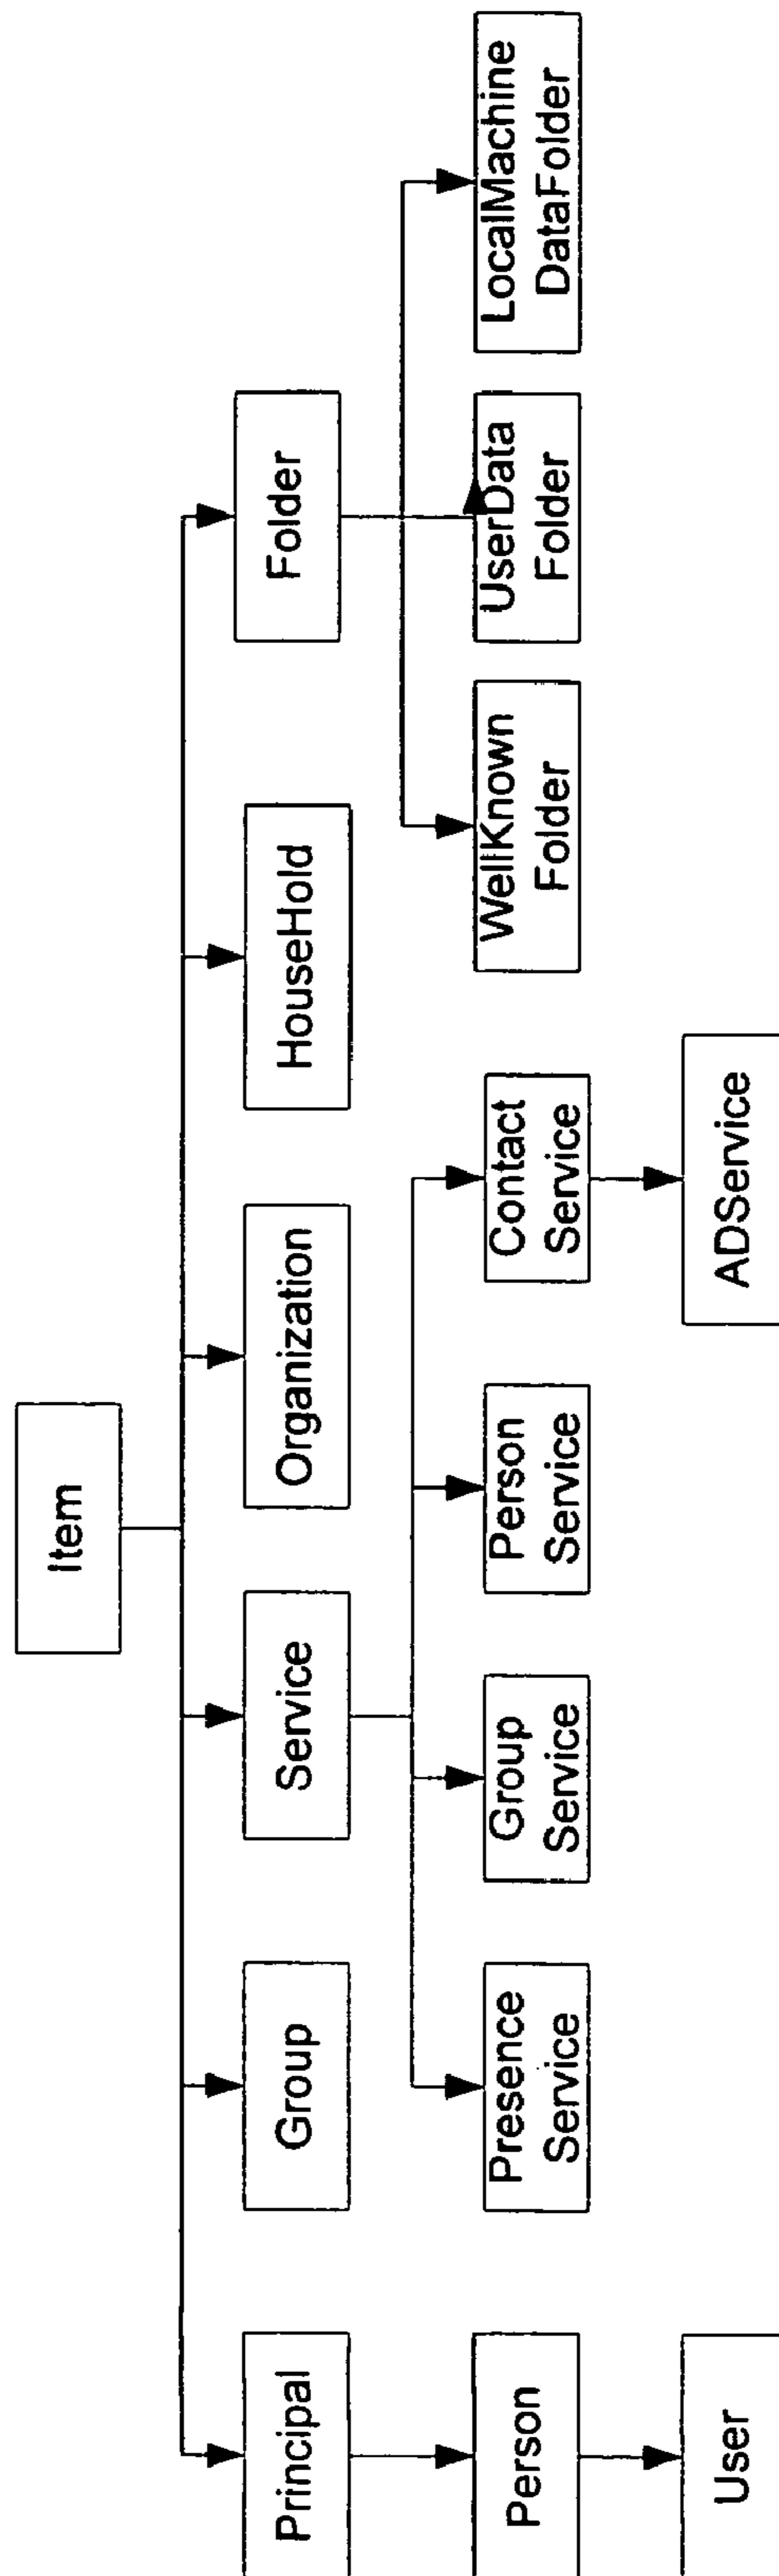 Item
Principal
Group
Service
Organization
HouseHold
Folder
Person
Presence
Service
Group
Service
Person
Service
Contact
Service
WellKnown
Folder
UserData
Folder
LocalMachine
DataFolder
User
ADService